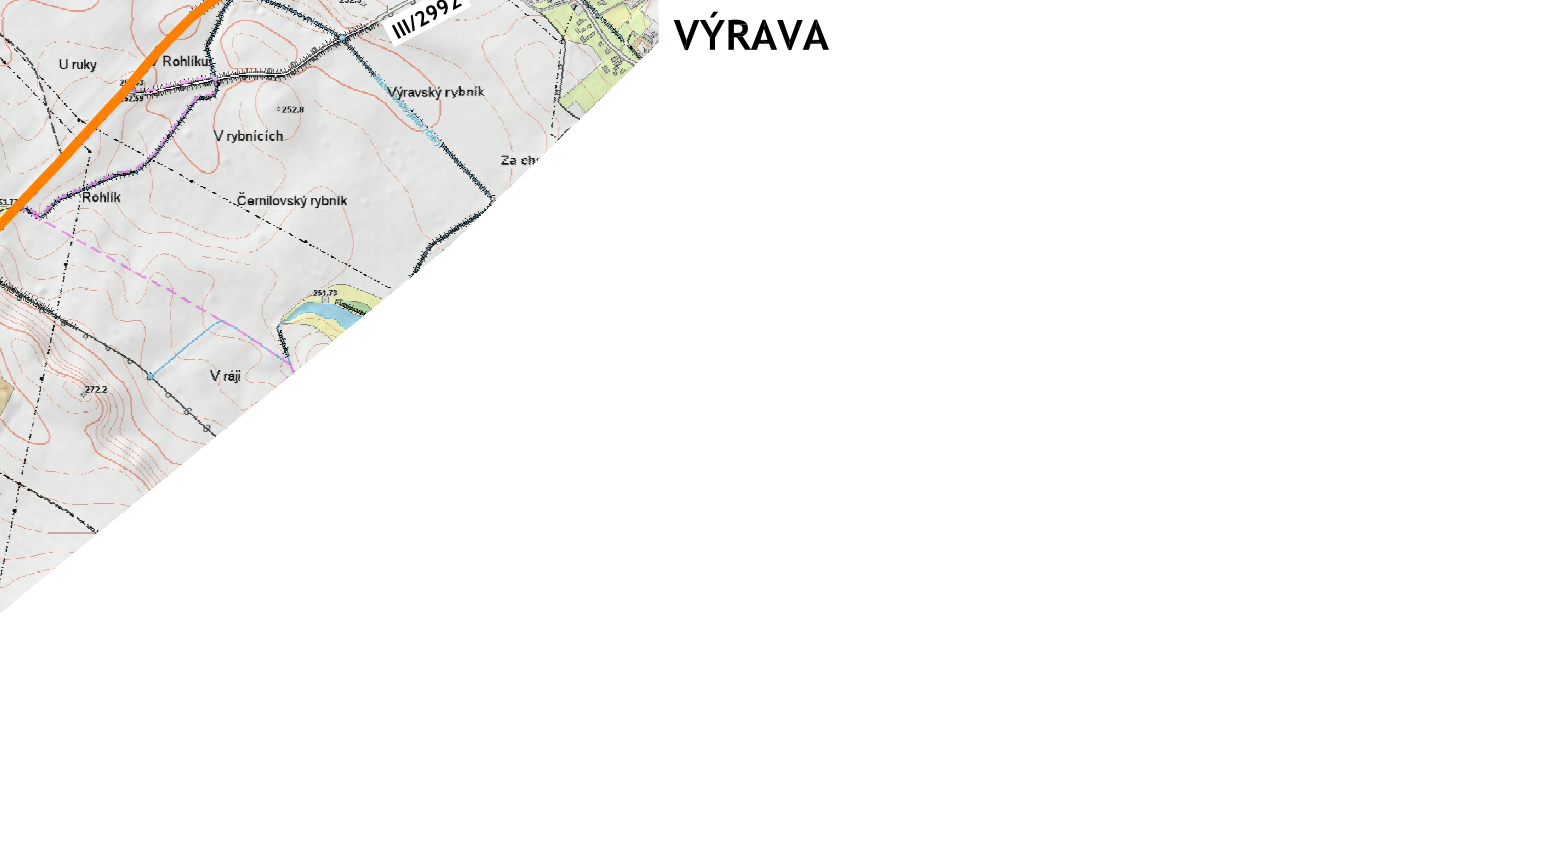 III/2992
VÝRAVA
U ruky
Rohlíku
Výravský rybník
252.8
V rybnících
Za
Rohlík
Černilovský rybník
251.73
V ráji
272.2